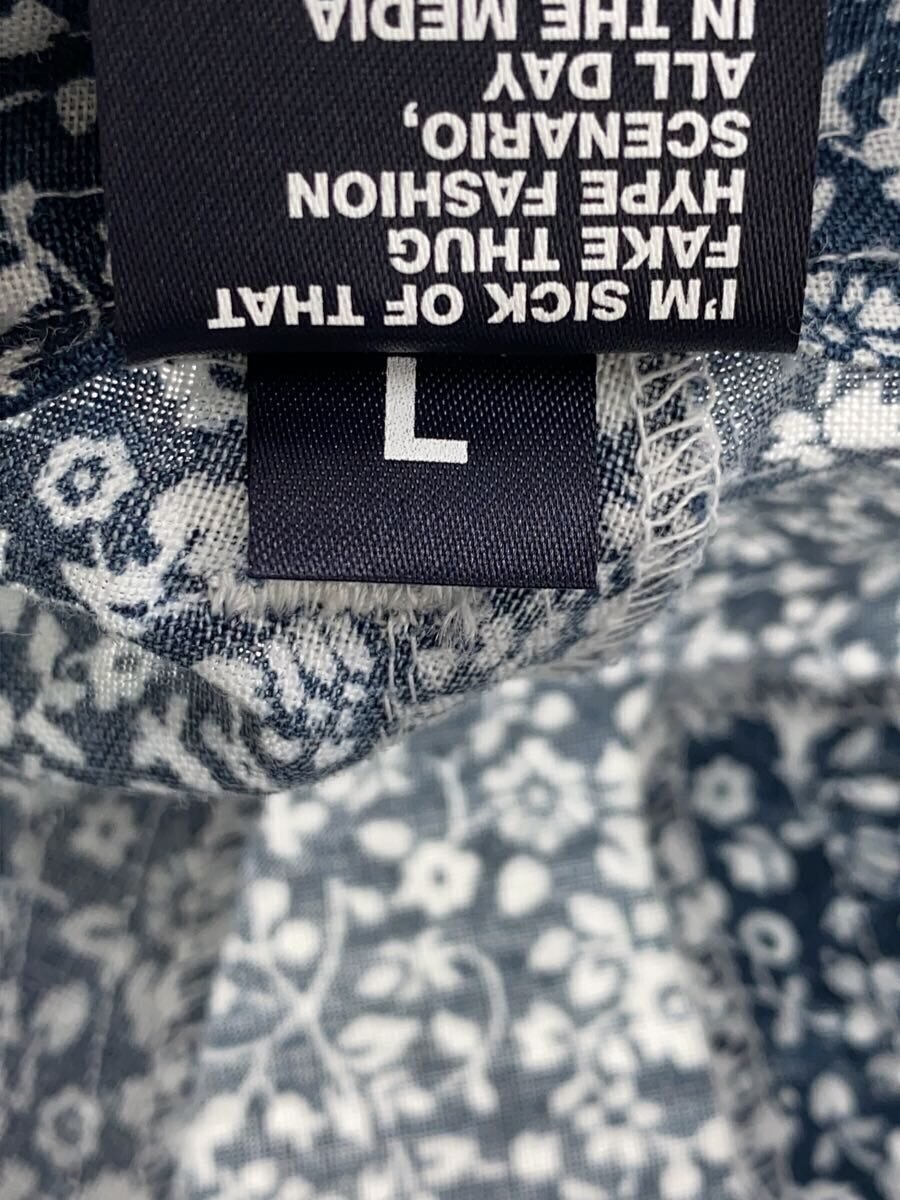 I'M SICK OF THAT
FAKE THUG
HYPE FASHION
SCENARIO,
ALL DAY
IN THE MEDIA
L